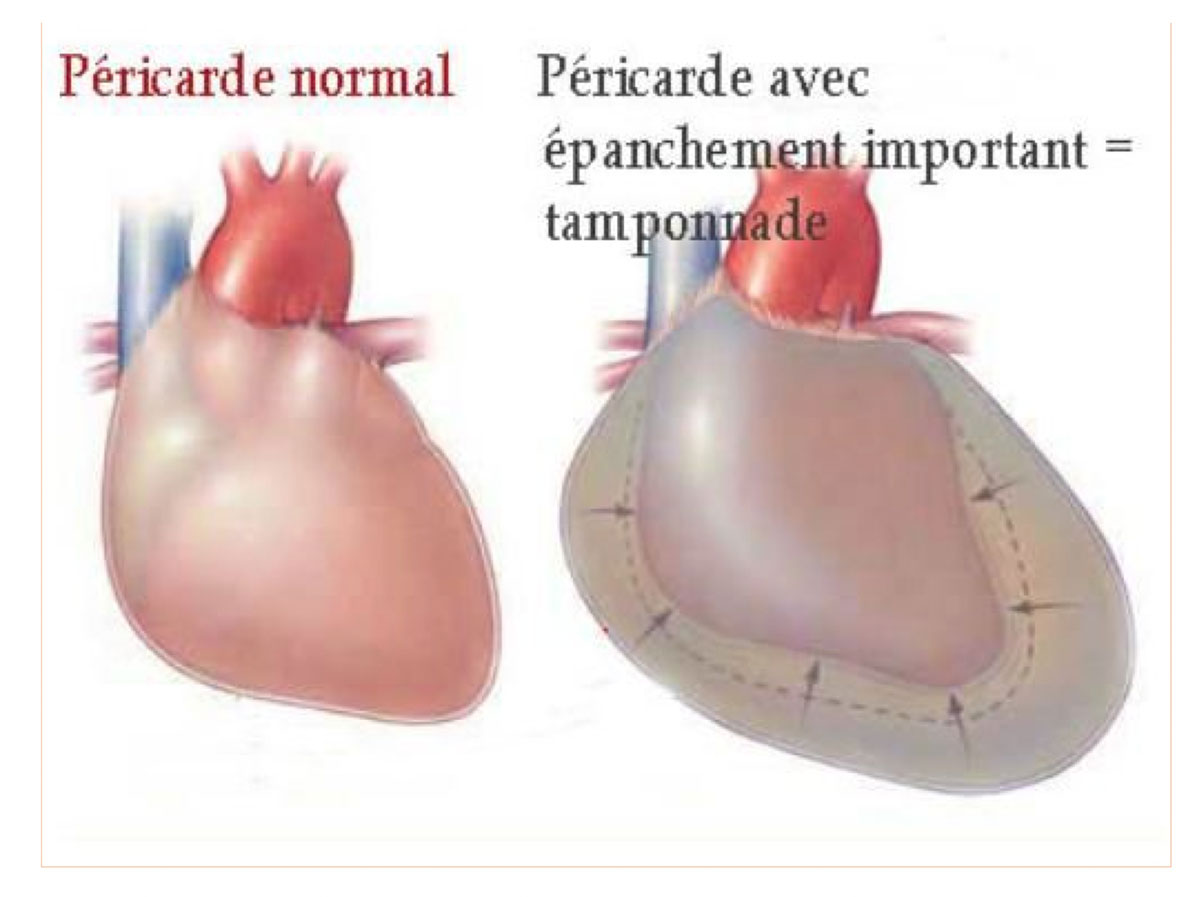 Péricarde normal
Péricarde avec
épanchement important =
tamponnade